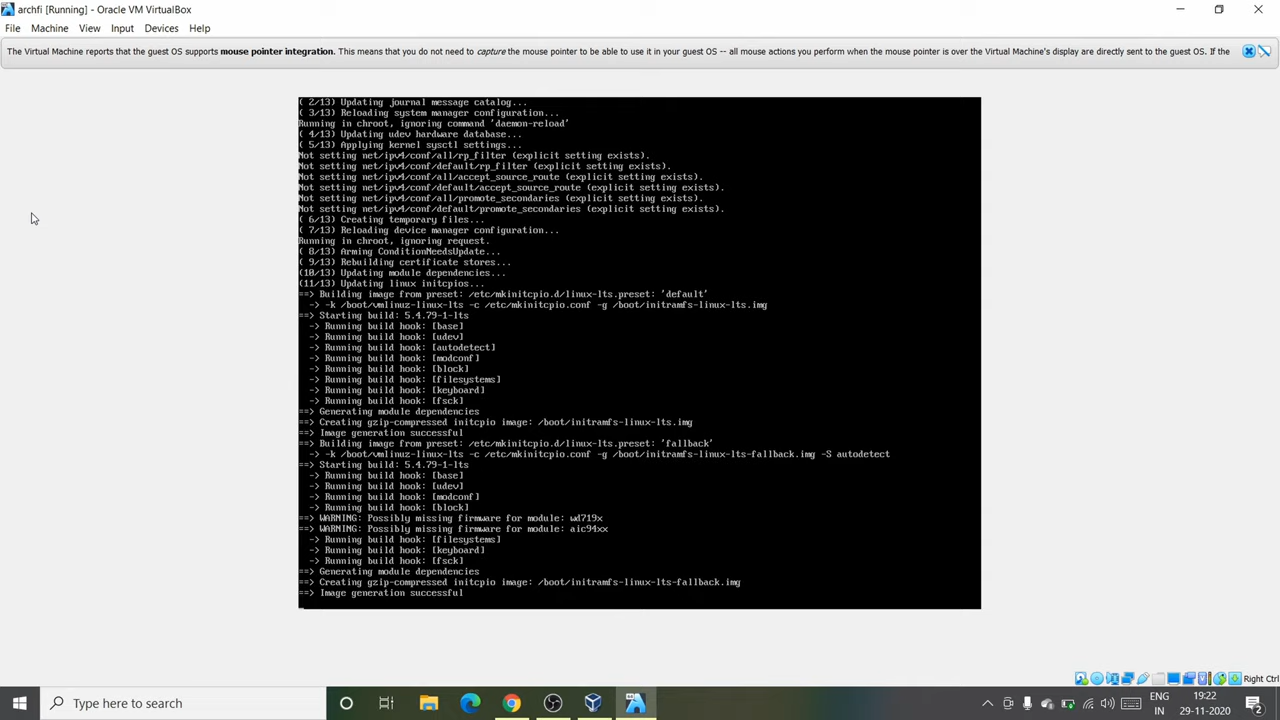 archfi [Running] - Oracle VM VirtualBox
File Machine View Input Devices Help
The Virtual Machine reports that the guest OS supports mouse pointer integration. This means that you do not need to capture the mouse pointer to be able to use it in your guest OS -- all mouse actions you perform when the mouse pointer is over the Virtual Machine's display are directly sent to the guest OS. If the
( 2/13) Updating journal message catalog...
( 3/13) Reloading system manager configuration...
Running in chroot, ignoring command 'daemon-reload'
( 4/13) Updating udev hardware database...
( 5/13) Applying kernel sysctl settings...
Not setting net/ipv4/conf/all/rp_filter (explicit setting exists).
Not setting net/ipv4/conf/default/rp_filter (explicit setting exists).
Not setting net/ipv4/conf/all/accept_source_route (explicit setting exists).
Not setting net/ipv4/conf/default/accept_source_route (explicit setting exists).
Not setting net/ipv4/conf/all/promote_secondaries (explicit setting exists).
Not setting net/ipv4/conf/default/promote_secondaries (explicit setting exists).
( 6/13) Creating temporary files...
( 7/13) Reloading device manager configuration...
Running in chroot, ignoring request.
( 8/13) Arming ConditionNeedsUpdate...
( 9/13) Rebuilding certificate stores...
(10/13) Updating module dependencies...
(11/13) Updating linux initcpios...
==> Building image from preset: /etc/mkinitcpio.d/linux-lts.preset: 'default'
-> -k /boot/vmlinuz-linux-lts -c /etc/mkinitcpio.conf -g /boot/initramfs-linux-lts.img
==> Starting build: 5.4.79-1-lts
-> Running build hook: [base]
-> Running build hook: [udev]
-> Running build hook: [autodetect]
-> Running build hook: [modconf]
-> Running build hook: [block]
-> Running build hook: [filesystems]
-> Running build hook: [keyboard]
-> Running build hook: [fsck]
==> Generating module dependencies
==> Creating gzip-compressed initcpio image: /boot/initramfs-linux-lts.img
==> Image generation successful
==> Building image from preset: /etc/mkinitcpio.d/linux-lts.preset: 'fallback'
-> -k /boot/vmlinuz-linux-lts -c /etc/mkinitcpio.conf -g /boot/initramfs-linux-lts-fallback.img -S autodetect
==> Starting build: 5.4.79-1-lts
-> Running build hook: [base]
-> Running build hook: [udev]
-> Running build hook: [modconf]
-> Running build hook: [block]
==> WARNING: Possibly missing firmware for module: wd719x
==> WARNING: Possibly missing firmware for module: aic94xx
-> Running build hook: [filesystems]
-> Running build hook: [keyboard]
-> Running build hook: [fsck]
==> Generating module dependencies
==> Creating gzip-compressed initcpio image: /boot/initramfs-linux-lts-fallback.img
==> Image generation successful
Right Ctrl
Type here to search
ENG
IN
19:22
29-11-2020
2